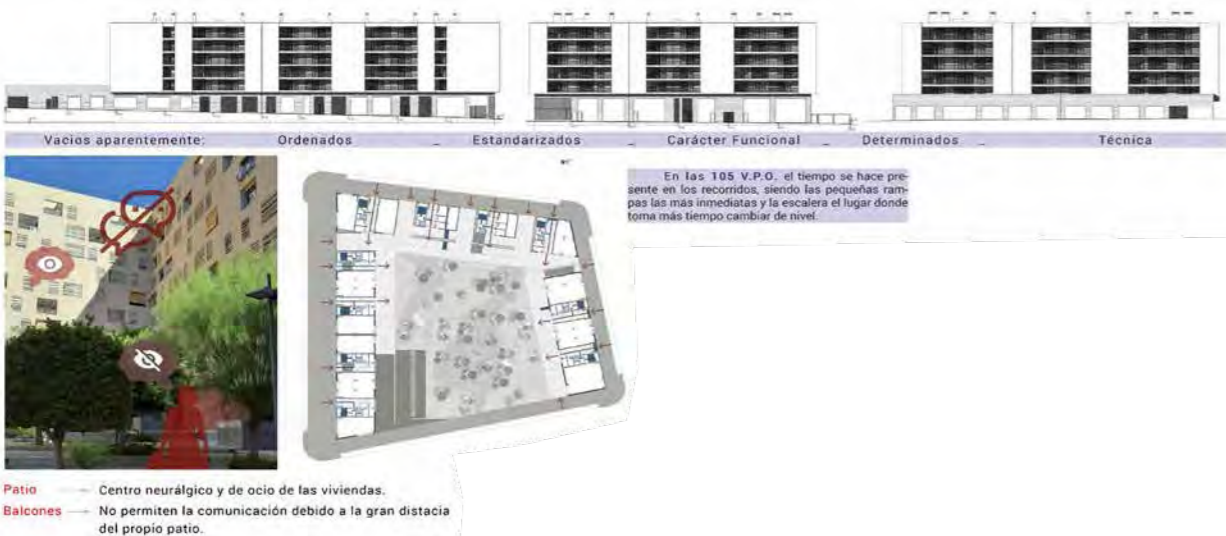 Vacios aparentemente: Ordenados _ Estandarizados _ Carácter Funcional _ Determinados _ Técnica
En las 105 V.P.O. el tiempo se hace pre-
sente en los recorridos, siendo las pequeñas ram-
pas las más inmediatas y la escalera el lugar donde
toma más tiempo cambiar de nivel.
Patio → Centro neurálgico y de ocio de las viviendas.
Balcones → No permiten la comunicación debido a la gran distacia
del propio patio.